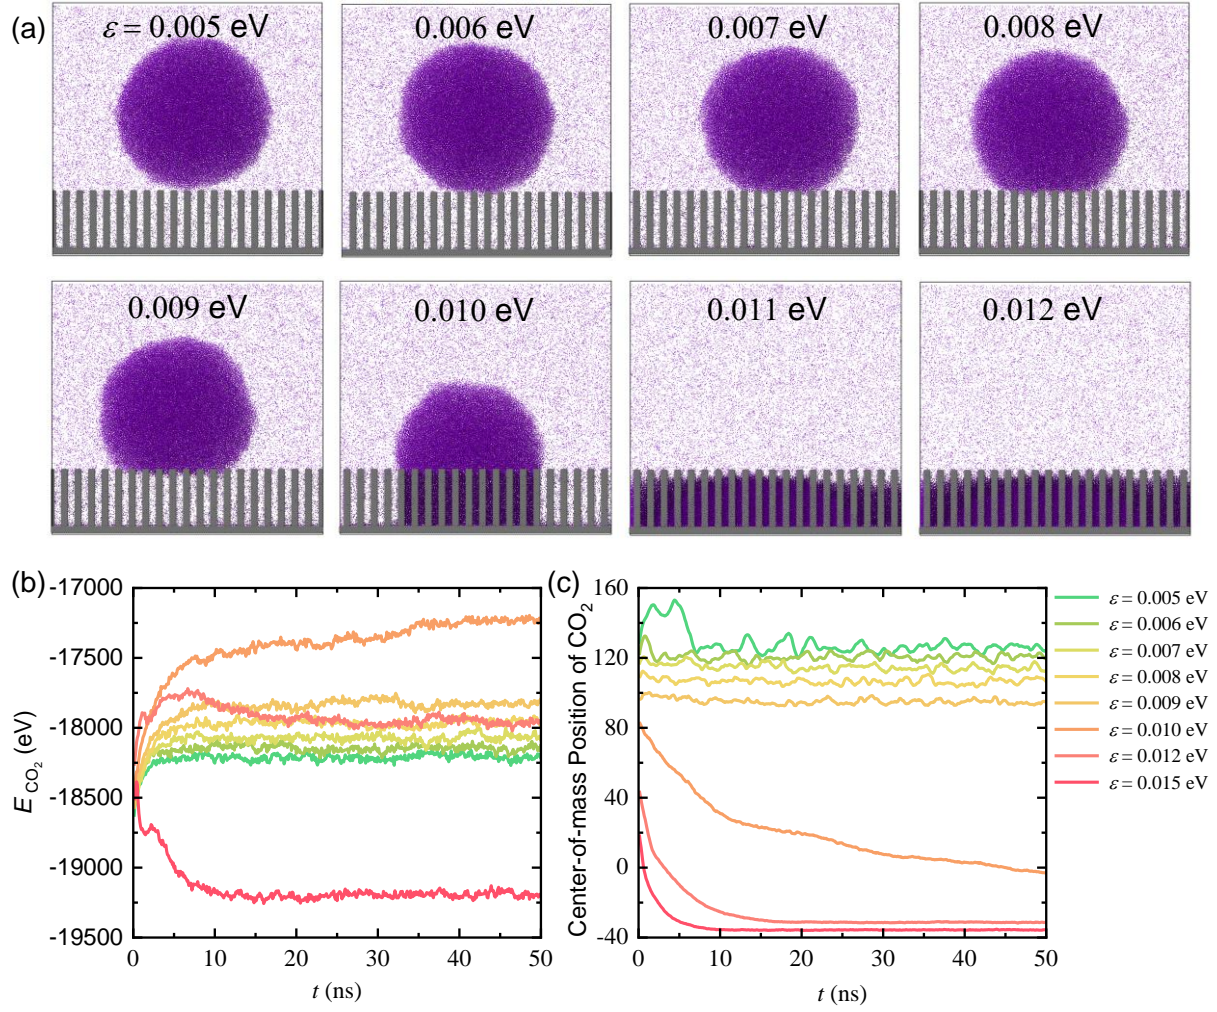 (a)
ε = 0.005 eV
0.006 eV
0.007 eV
0.008 eV
0.009 eV
0.010 eV
0.011 eV
0.012 eV
(b)
-17000
-17500
-18000
-18500
-19000
-19500
E CO₂ (eV)
0 10 20 30 40 50
t (ns)
(c)
160
120
80
40
0
-40
Center-of-mass Position of CO₂
0 10 20 30 40 50
t (ns)
ε = 0.005 eV
ε = 0.006 eV
ε = 0.007 eV
ε = 0.008 eV
ε = 0.009 eV
ε = 0.010 eV
ε = 0.012 eV
ε = 0.015 eV